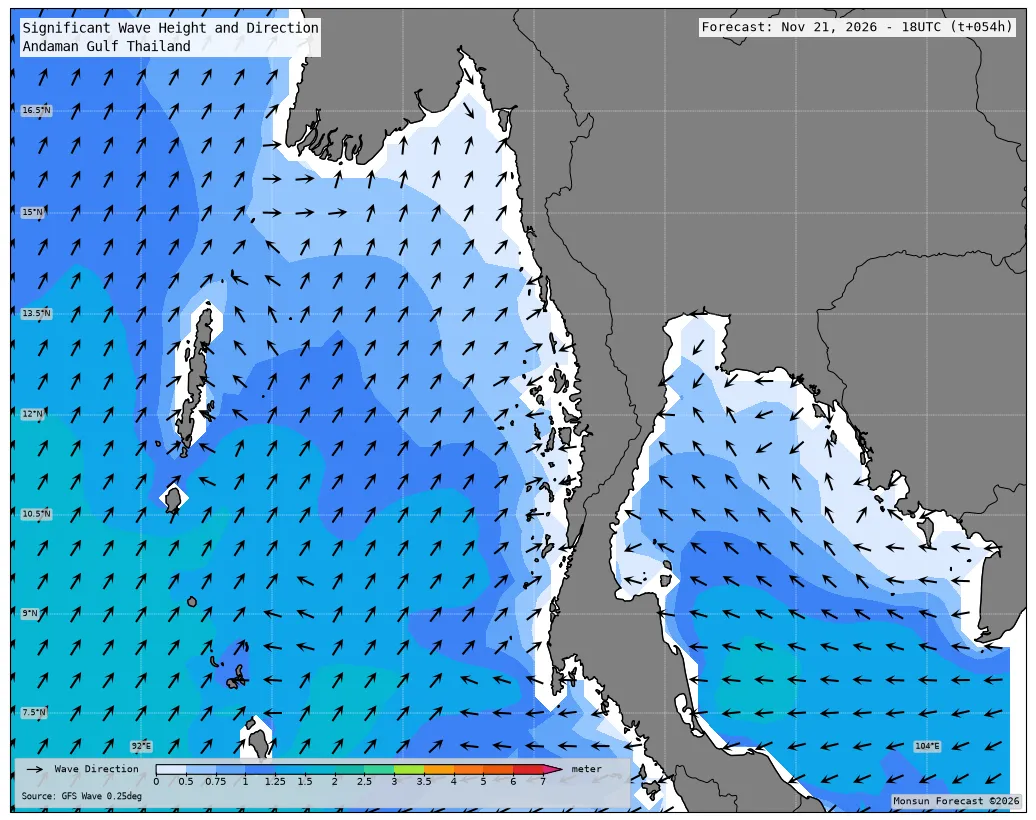 Significant Wave Height and Direction
Andaman Gulf Thailand
Forecast: Nov 21, 2026 - 18UTC (t+054h)
16.5°N
15°N
13.5°N
12°N
10.5°N
9°N
7.5°N
92°E
104°E
Wave Direction
meter
0 0.5 0.75 1 1.25 1.5 2 2.5 3 3.5 4 5 6 7
Source: GFS Wave 0.25deg
Monsun Forecast ©2026